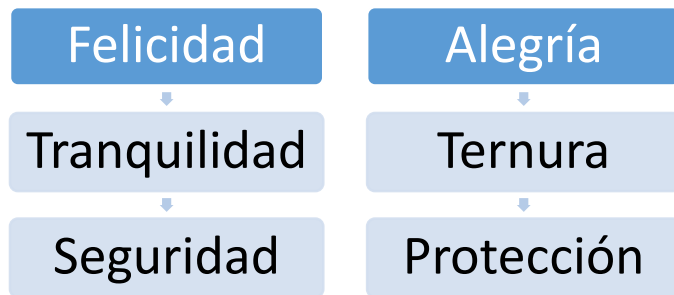 Felicidad
Tranquilidad
Seguridad
Alegría
Ternura
Protección